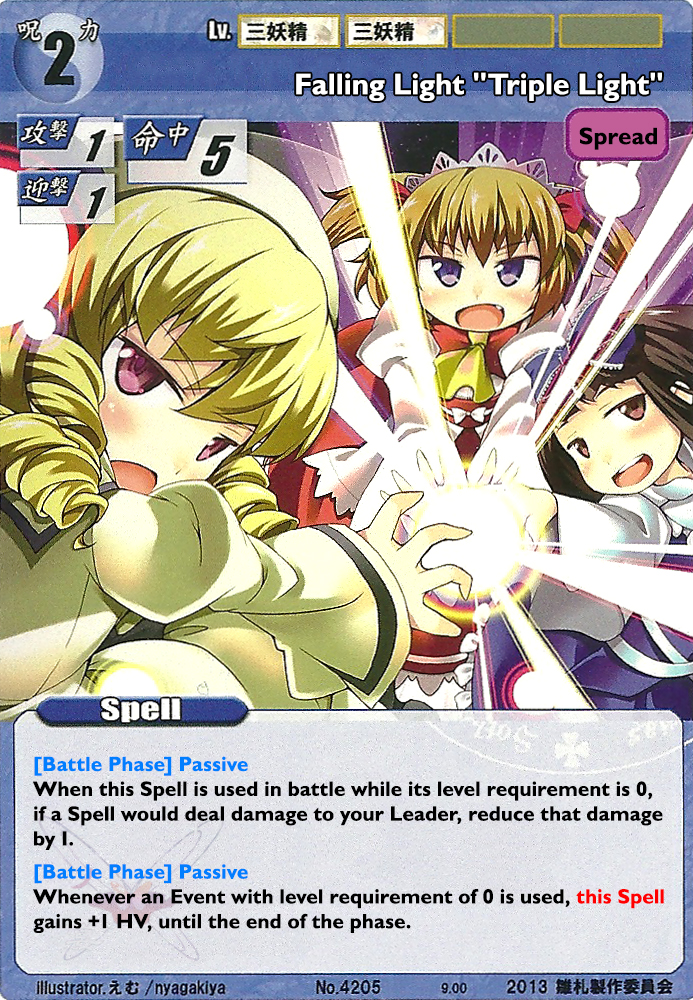 呪力 2
Lv. 三妖精 三妖精
Falling Light "Triple Light"
攻撃 1
命中 5
迎撃 1
Spread
Spell
[Battle Phase] Passive
When this Spell is used in battle while its level requirement is 0,
if a Spell would deal damage to your Leader, reduce that damage
by 1.
[Battle Phase] Passive
Whenever an Event with level requirement of 0 is used, this Spell
gains +1 HV, until the end of the phase.
illustrator.えむ /nyagakiya No.4205 9.00 2013 雛札製作委員会